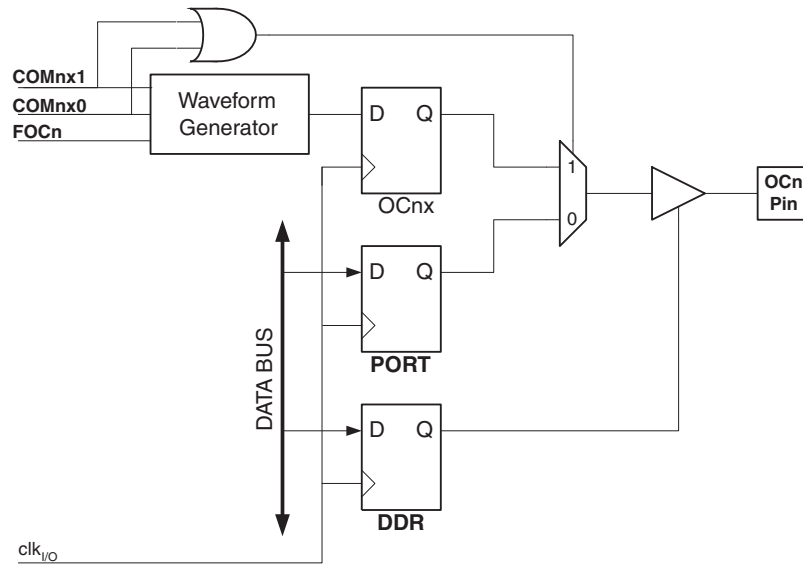 COMnx1
COMnx0
FOCn
Waveform
Generator
D Q
OCnx
1
0
OCn
Pin
D Q
PORT
DATA BUS
D Q
DDR
clkI/O